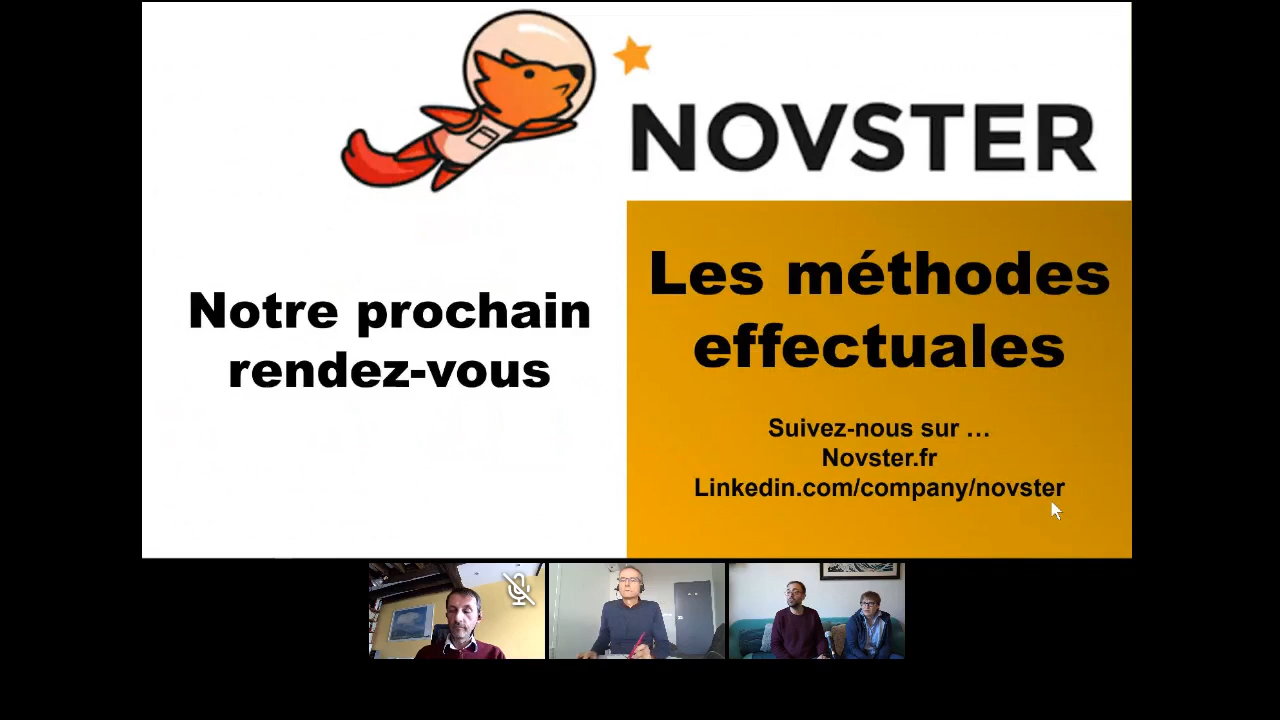 NOVSTER
Notre prochain
rendez-vous
Les méthodes
effectuales
Suivez-nous sur …
Novster.fr
Linkedin.com/company/novster